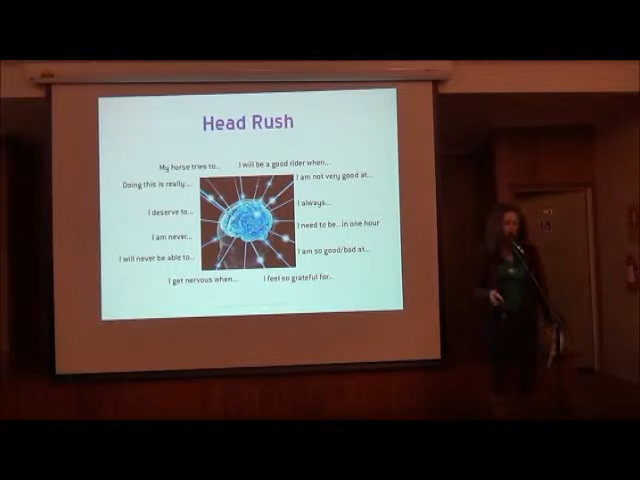 Head Rush
My horse tries to...
I will be a good rider when...
Doing this is really....
I am not very good at...
I deserve to...
I always...
I am never...
I need to be...in one hour
I will never be able to...
I am so good/bad at...
I get nervous when...
I feel so grateful for...